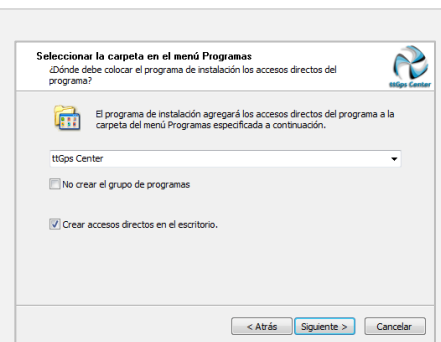 Seleccionar la carpeta en el menú Programas
¿Dónde debe colocar el programa de instalación los accesos directos del
programa?
ttGps Center
El programa de instalación agregará los accesos directos del programa a la
carpeta del menú Programas especificada a continuación.
ttGps Center
No crear el grupo de programas
Crear accesos directos en el escritorio.
< Atrás
Siguiente >
Cancelar